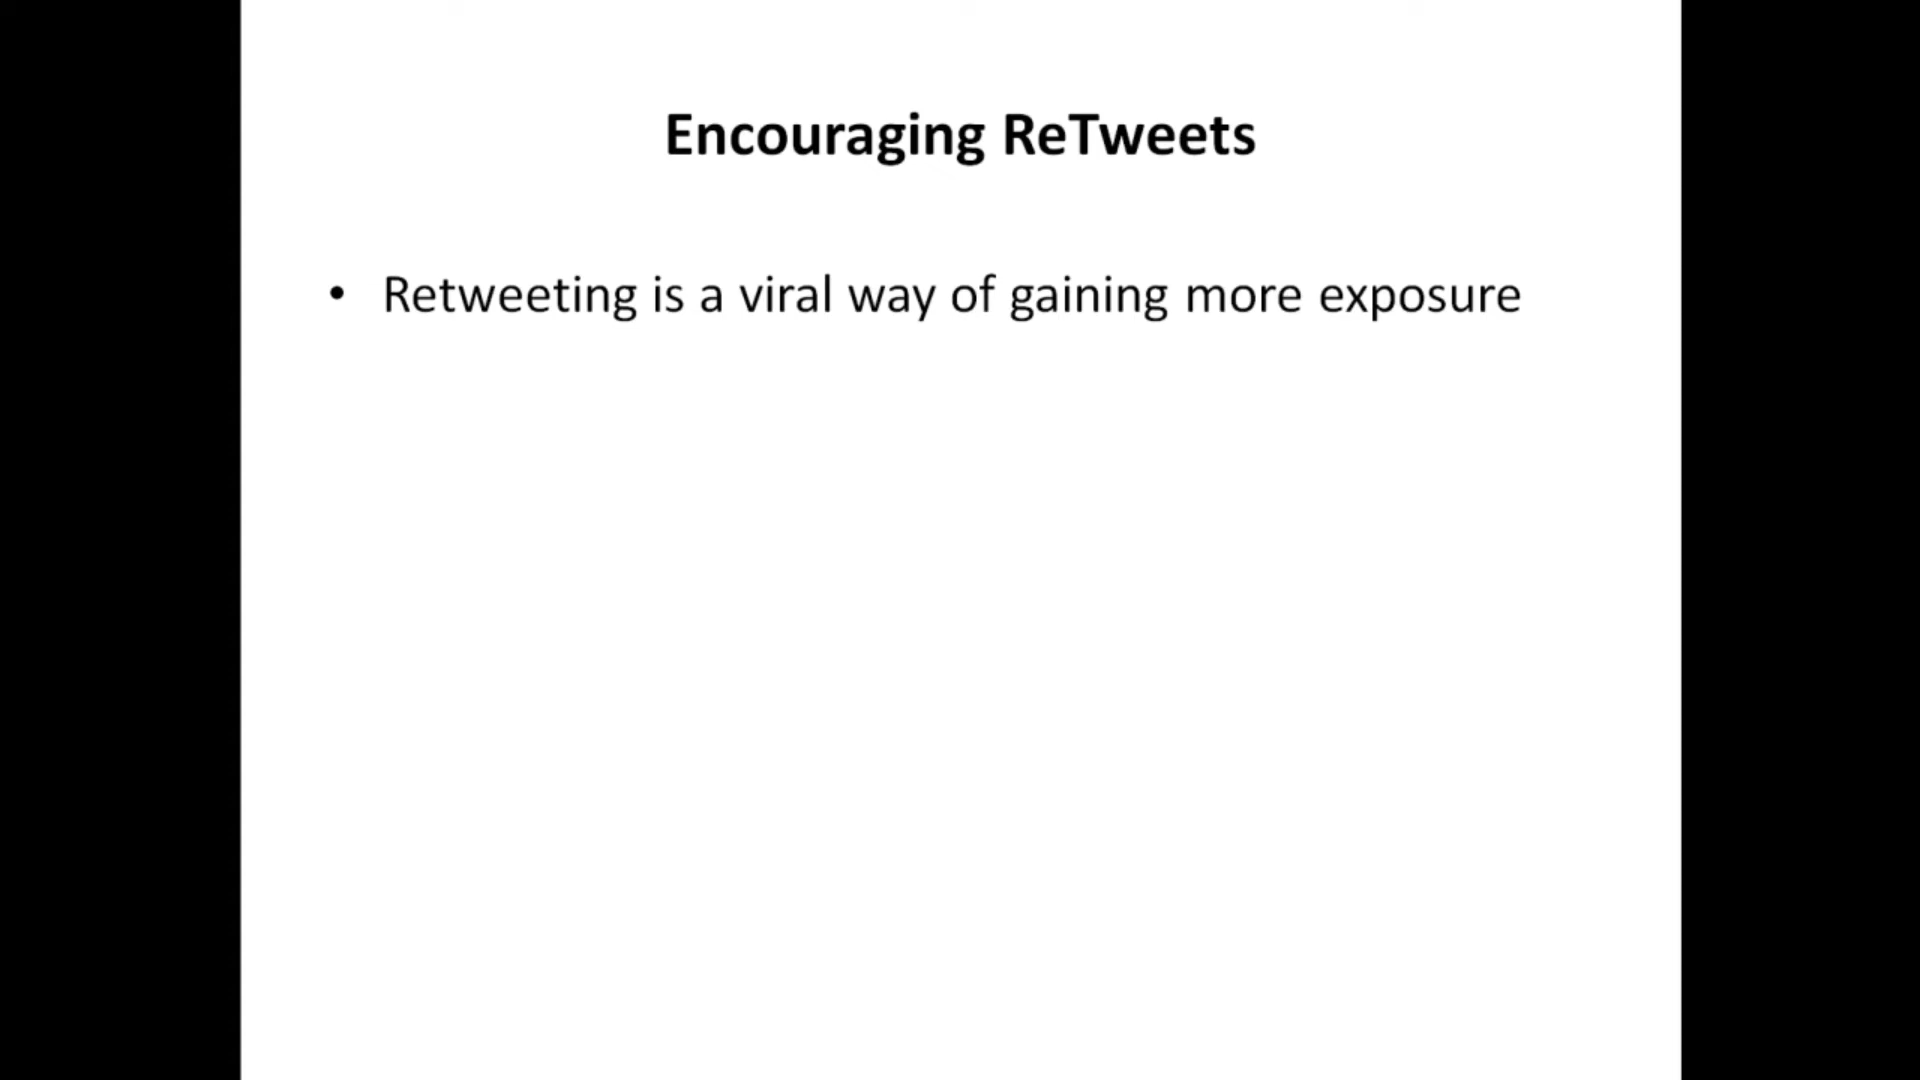 Encouraging ReTweets
• Retweeting is a viral way of gaining more exposure